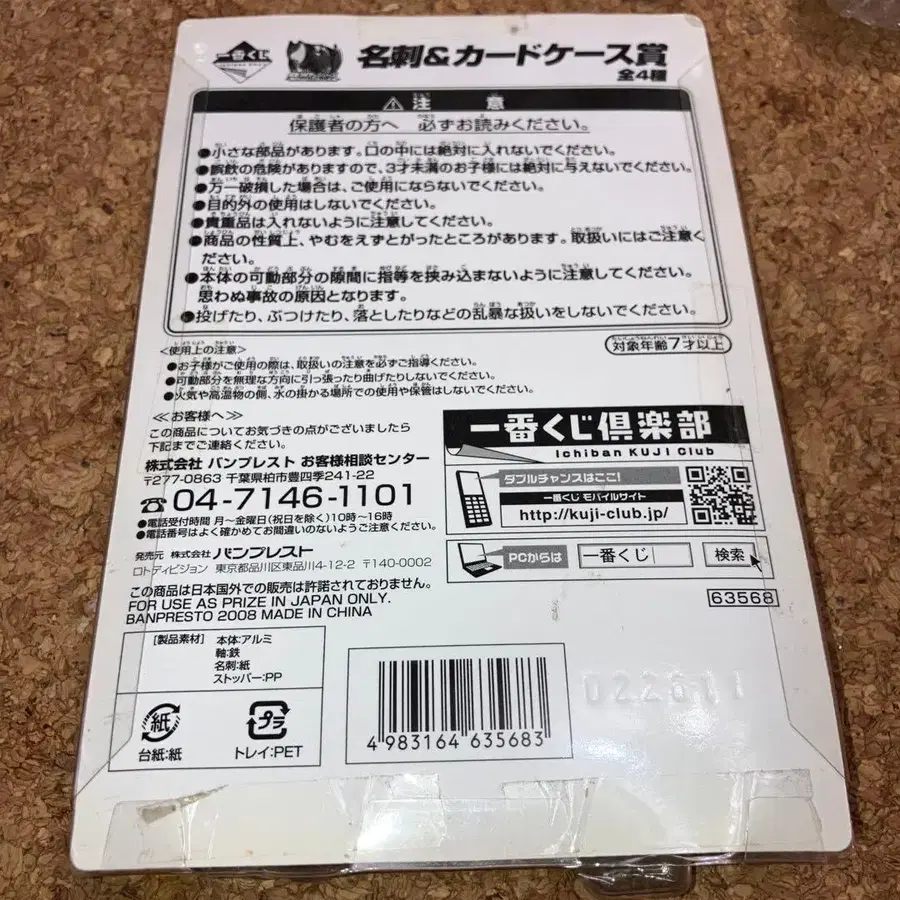 一番くじ
名刺&カードケース賞
全4種
⚠注 意
保護者の方へ 必ずお読みください。
●小さな部品があります。口の中には絶対に入れないでください。
●誤飲の危険がありますので、3才未満のお子様には絶対に与えないでください。
●万一破損した場合は、ご使用にならないでください。
●目的外の使用はしないでください。
●貴重品は入れないように注意してください。
●商品の性質上、やむをえずとがったところがあります。取扱いにはご注意く
ださい。
●本体の可動部分の隙間に指等を挟み込まないように注意してください。
思わぬ事故の原因となります。
●投げたり、ぶつけたり、落としたりなどの乱暴な扱いをしないでください。
対象年齢7才以上
<使用上の注意>
●お子様がご使用の際は、取扱いの注意を必ずご指導ください。
●可動部分を無理な方向に引っ張ったり曲げたりしないでください。
●火気や高温物の側、水の掛かる場所での使用や保管はしないでください。
≪お客様へ≫
この商品についてお気づきの点がございましたら
下記までご連絡ください。
株式会社 バンプレスト お客様相談センター
〒277-0863 千葉県柏市豊四季241-22
☎04-7146-1101
●電話受付時間 月~金曜日(祝日を除く)10時~16時
●電話番号はよく確かめてお間違いのないようご注意ください。
発売元 株式会社 バンプレスト
ロトディビジョン 東京都品川区東品川4-12-2 〒140-0002
この商品は日本国外での販売は許諾されておりません。
FOR USE AS PRIZE IN JAPAN ONLY.
BANPRESTO 2008 MADE IN CHINA
一番くじ倶楽部
Ichiban KUJI Club
ダブルチャンスはここ!
一番くじ モバイルサイト
http://kuji-club.jp/
PCからは 一番くじ 検索
63568
[製品素材] 本体:アルミ
軸:鉄
名刺:紙
ストッパー:PP
紙
台紙:紙
プラ
トレイ:PET
4 983164 635683
022611